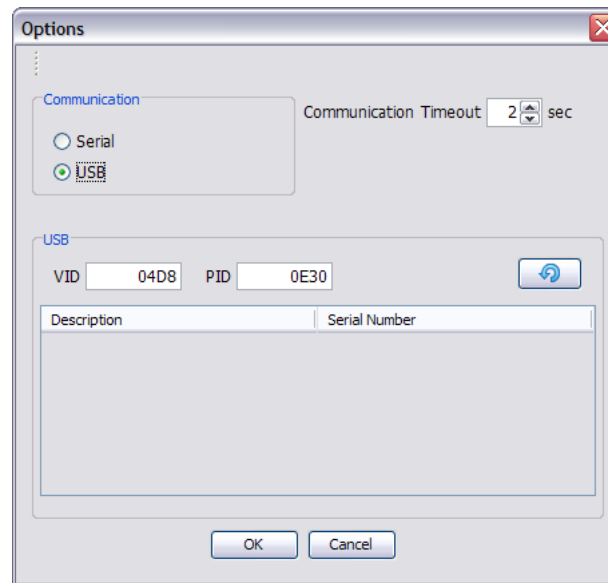 Options
Communication
Serial
USB
Communication Timeout 2 sec
USB
VID 04D8 PID 0E30
Description Serial Number
OK Cancel